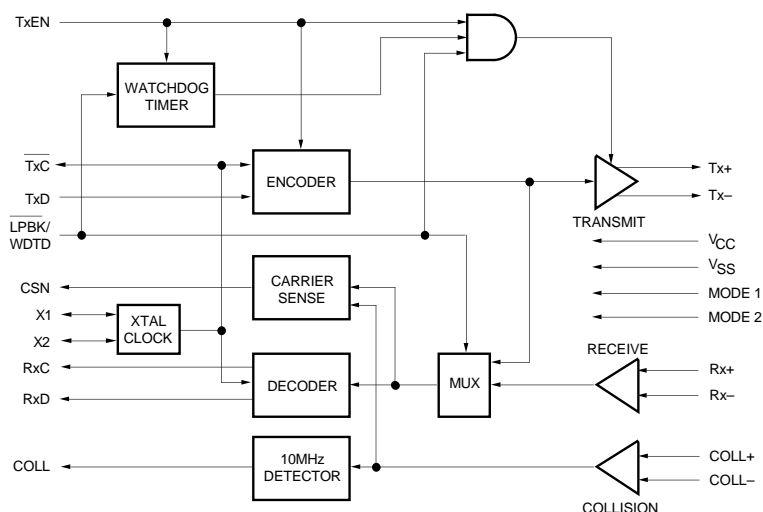 TxEN
WATCHDOG
TIMER
TxC
ENCODER
Tx+
TxD
Tx–
TRANSMIT
LPBK/
WDTD
VCC
VSS
CSN
CARRIER
SENSE
MODE 1
X1
XTAL
CLOCK
MODE 2
X2
RECEIVE
RxC
DECODER
MUX
Rx+
RxD
Rx–
COLL
10MHz
DETECTOR
COLL+
COLL–
COLLISION